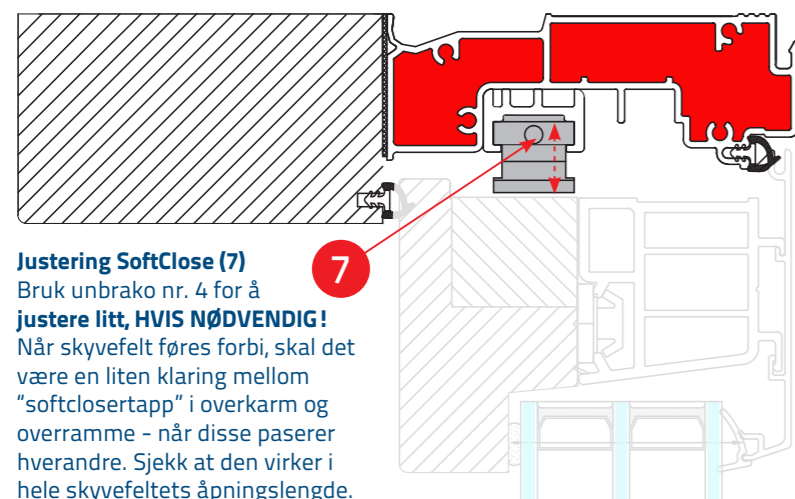 7
Justering SoftClose (7)
Bruk unbrako nr. 4 for å
justere litt, HVIS NØDVENDIG!
Når skyvefelt føres forbi, skal det
være en liten klaring mellom
”softclosertapp” i overkarm og
overramme - når disse paserer
hverandre. Sjekk at den virker i
hele skyvefeltets åpningslengde.